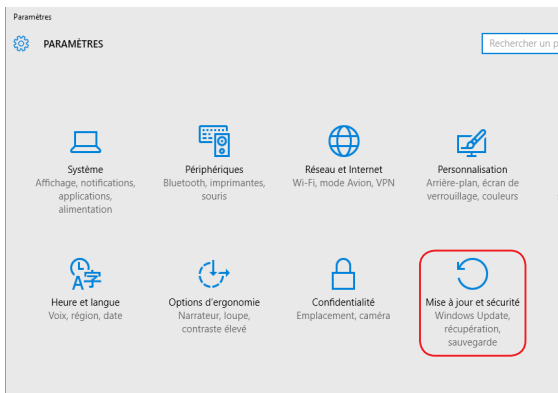 Paramètres
PARAMÈTRES
Rechercher un p
Système
Affichage, notifications,
applications,
alimentation
Périphériques
Bluetooth, imprimantes,
souris
Réseau et Internet
Wi-Fi, mode Avion, VPN
Personnalisation
Arrière-plan, écran de
verrouillage, couleurs
Heure et langue
Voix, région, date
Options d'ergonomie
Narrateur, loupe,
contraste élevé
Confidentialité
Emplacement, caméra
Mise à jour et sécurité
Windows Update,
récupération,
sauvegarde